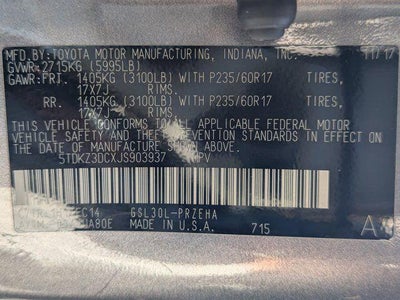 MFD. BY: TOYOTA MOTOR MANUFACTURING, INDIANA, INC. 11/17
GVWR: 2715KG (5995LB)
GAWR: FRT. 1405KG (3100LB) WITH P235/60R17 TIRES,
17X7J RIMS.
RR. 1405KG (3100LB) WITH P235/60R17 TIRES,
17X7J RIMS.
THIS VEHICLE CONFORMS TO ALL APPLICABLE FEDERAL MOTOR
VEHICLE SAFETY AND THEFT PREVENTION STANDARDS IN
EFFECT ON THE DATE OF MANUFACTURE SHOWN ABOVE.
5TDKZ3DCXJS903937 MPV
GSL30L-PRZEHA
MADE IN U.S.A. 715 A